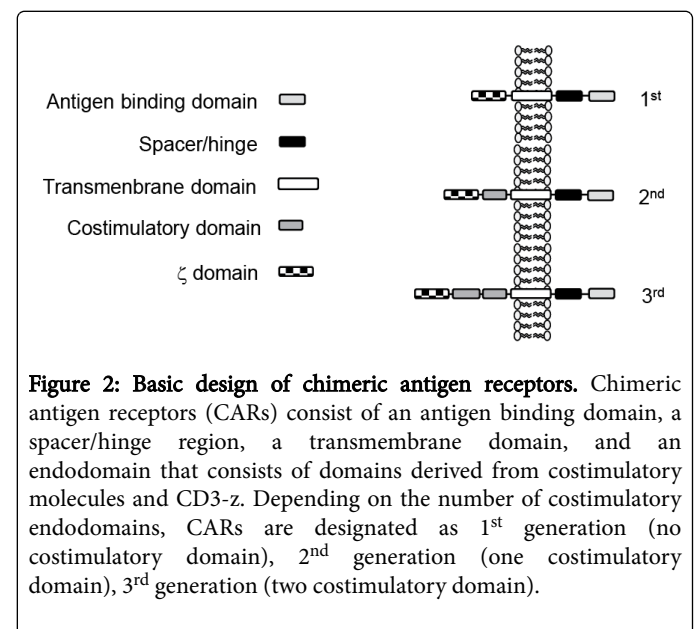 Antigen binding domain
Spacer/hinge
Transmenbrane domain
Costimulatory domain
ζ domain
1st
2nd
3rd
Figure 2: Basic design of chimeric antigen receptors. Chimeric
antigen receptors (CARs) consist of an antigen binding domain, a
spacer/hinge region, a transmembrane domain, and an
endodomain that consists of domains derived from costimulatory
molecules and CD3-z. Depending on the number of costimulatory
endodomains, CARs are designated as 1st generation (no
costimulatory domain), 2nd generation (one costimulatory
domain), 3rd generation (two costimulatory domain).